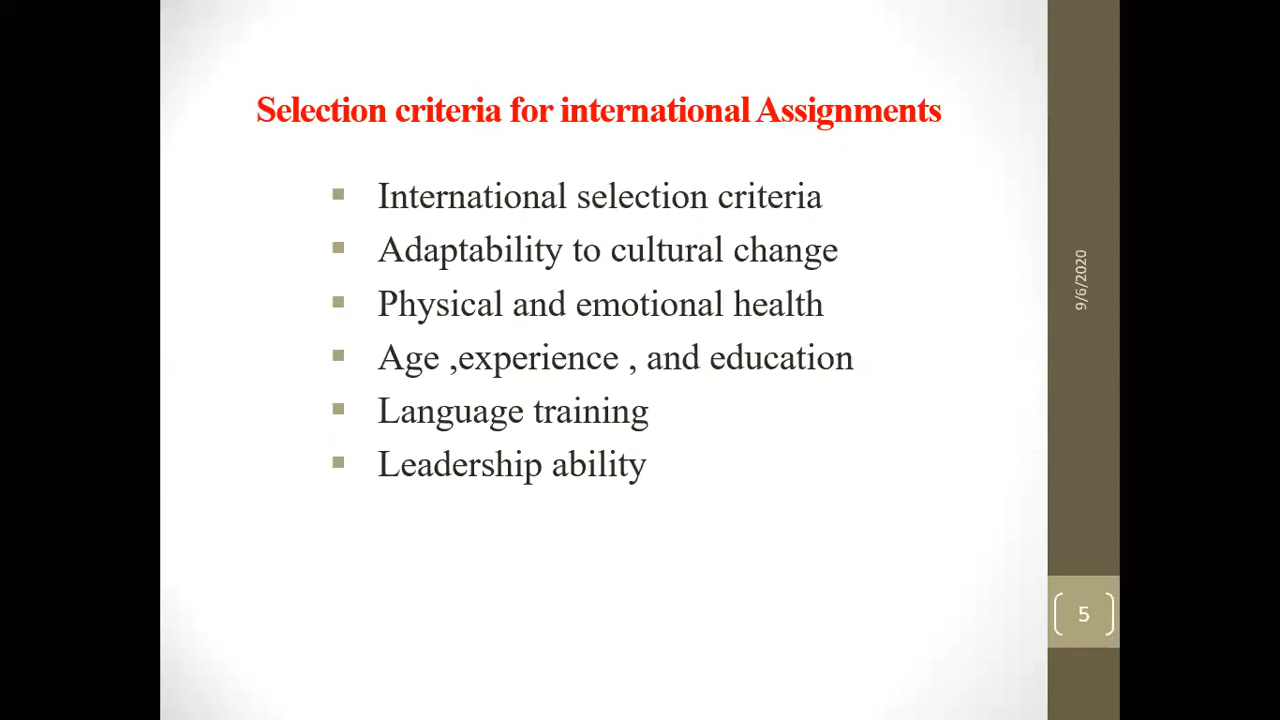 Selection criteria for international Assignments
International selection criteria
Adaptability to cultural change
Physical and emotional health
Age ,experience , and education
Language training
Leadership ability
9/6/2020
5